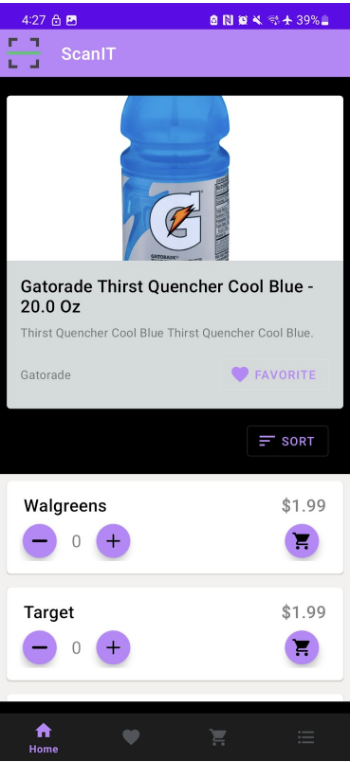 4:27
39%
ScanIT
G
GATORADE
Gatorade Thirst Quencher Cool Blue -
20.0 Oz
Thirst Quencher Cool Blue Thirst Quencher Cool Blue.
Gatorade
FAVORITE
SORT
Walgreens
$1.99
0
Target
$1.99
0
Home